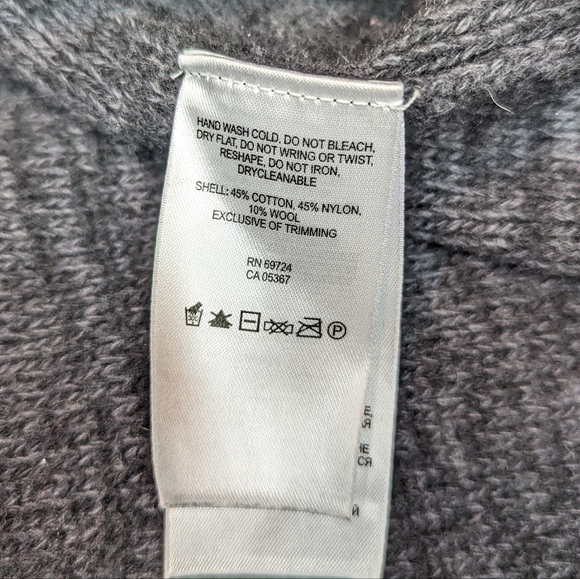 HAND WASH COLD, DO NOT BLEACH,
DRY FLAT, DO NOT WRING OR TWIST,
RESHAPE, DO NOT IRON,
DRYCLEANABLE
SHELL: 45% COTTON, 45% NYLON,
10% WOOL
EXCLUSIVE OF TRIMMING
RN 69724
CA 05367
P